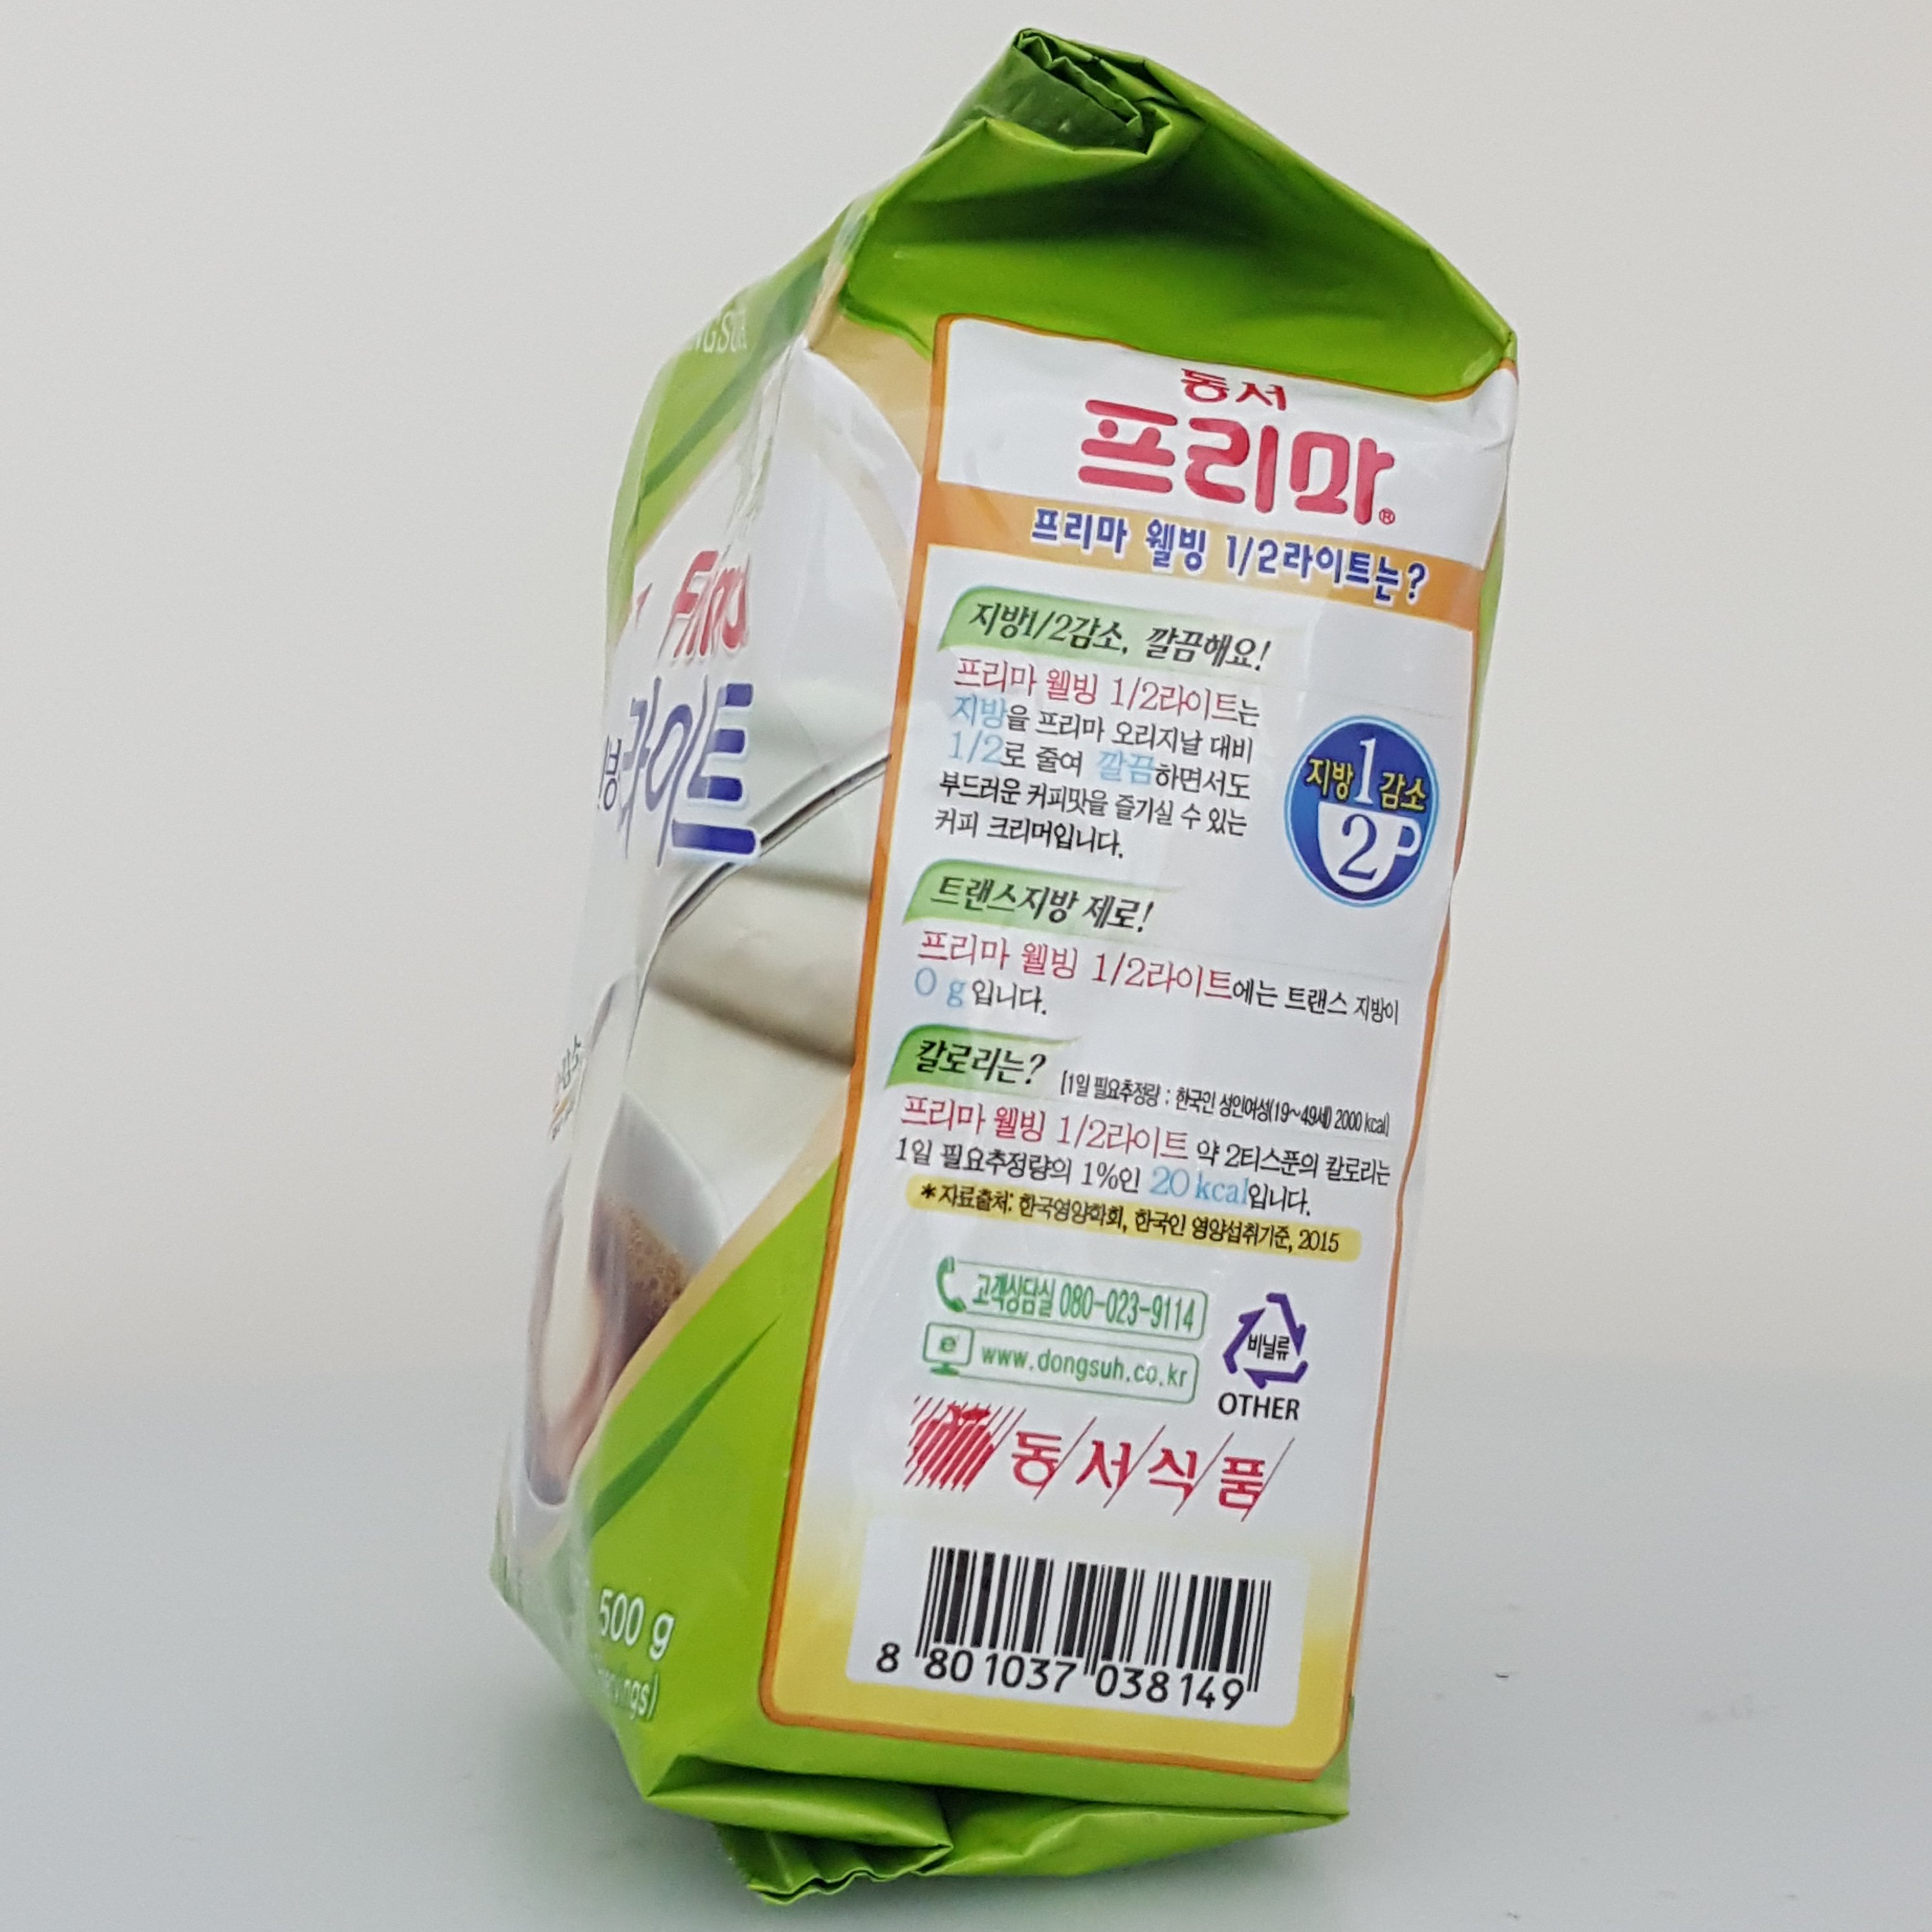 동서
프리마®
프리마 웰빙 1/2라이트는?
지방1/2감소, 깔끔해요!
프리마 웰빙 1/2라이트는
지방을 프리마 오리지날 대비
1/2로 줄여 깔끔하면서도
부드러운 커피맛을 즐기실 수 있는
커피 크리머입니다.
지방 1 감소
2
트랜스지방 제로!
프리마 웰빙 1/2라이트에는 트랜스 지방이
0 g 입니다.
칼로리는?
[1일 필요추정량 : 한국인 성인여성(19~49세) 2000 kcal]
프리마 웰빙 1/2라이트 약 2티스푼의 칼로리는
1일 필요추정량의 1%인 20 kcal입니다.
*자료출처: 한국영양학회, 한국인 영양섭취기준, 2015
고객상담실 080-023-9114
www.dongsuh.co.kr
비닐류
OTHER
동서식품
8 801037 038149
라이트
500 g